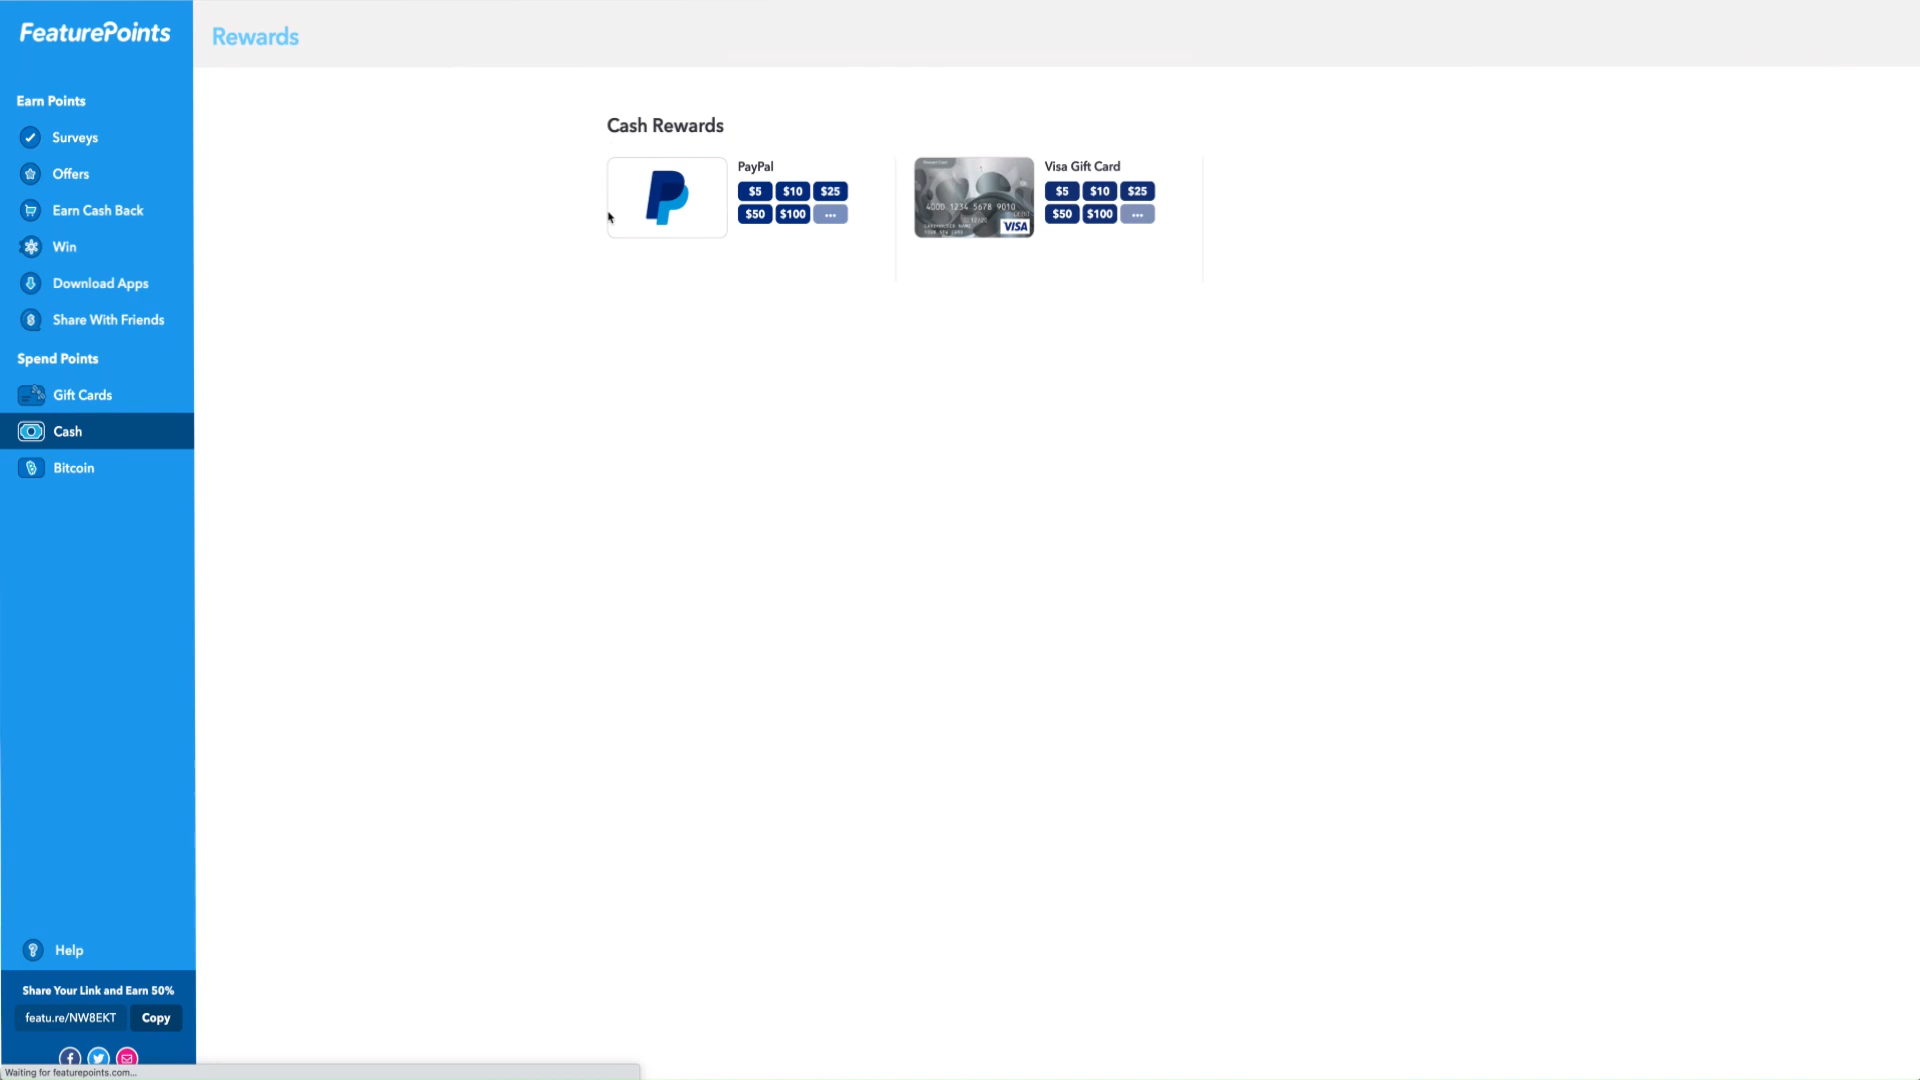 FeaturePoints
Rewards
Earn Points
Surveys
Offers
Earn Cash Back
Win
Download Apps
Share With Friends
Spend Points
Gift Cards
Cash
Bitcoin
Cash Rewards
PayPal
$5 $10 $25
$50 $100 ...
Visa Gift Card
$5 $10 $25
$50 $100 ...
4000 1234 5678 9010
DEBIT
VISA
Help
Share Your Link and Earn 50%
featu.re/NW8EKT Copy
Waiting for featurepoints.com...